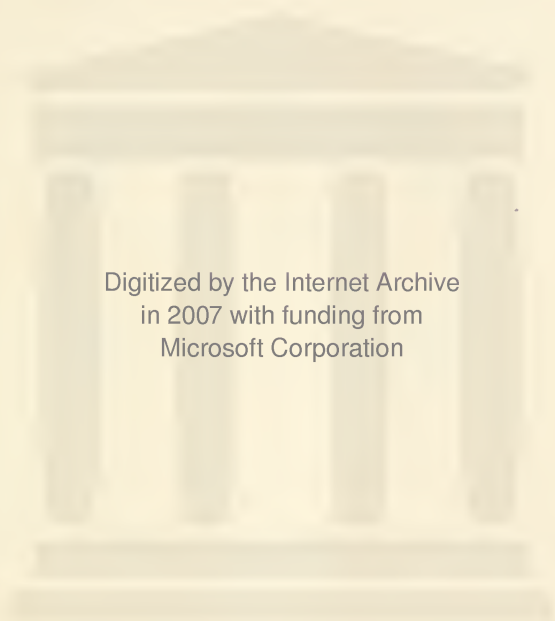 Digitized by the Internet Archive
in 2007 with funding from
Microsoft Corporation